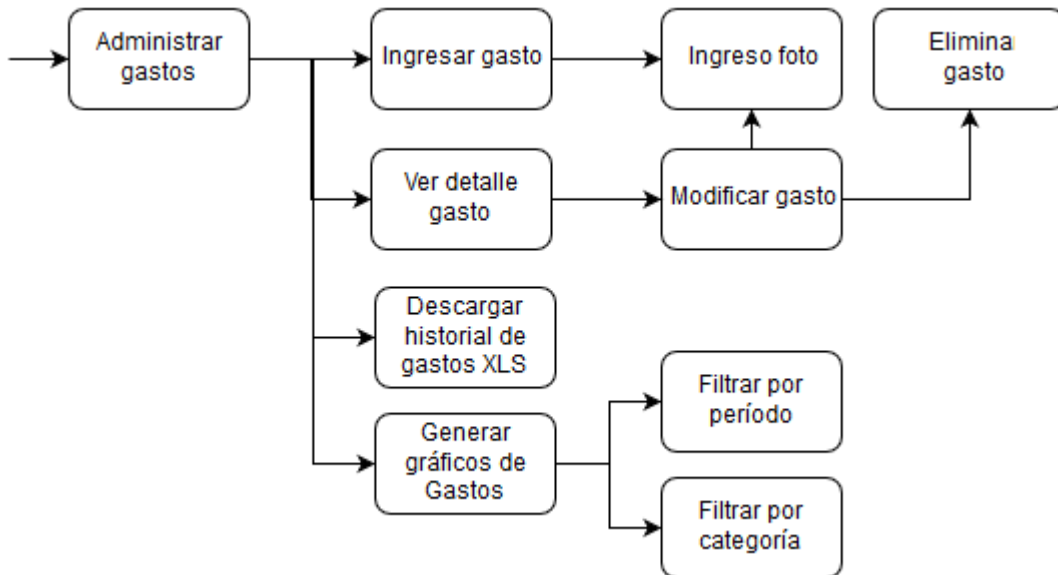 Administrar
gastos
Ingresar gasto
Ingreso foto
Elimina
gasto
Ver detalle
gasto
Modificar gasto
Descargar
historial de
gastos XLS
Generar
gráficos de
Gastos
Filtrar por
período
Filtrar por
categoría